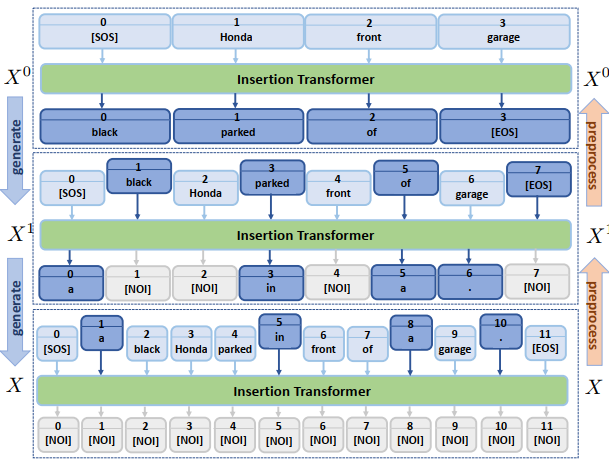 0 1 2 3
[SOS] Honda front garage
X^0 Insertion Transformer X^0
0 1 2 3
black parked of [EOS]
generate
preprocess
0 1 2 3 4 5 6 7
[SOS] black Honda parked front of garage [EOS]
X^1 Insertion Transformer X^1
0 1 2 3 4 5 6 7
a [NOI] [NOI] in [NOI] a . [NOI]
generate
preprocess
0 1 2 3 4 5 6 7 8 9 10 11
[SOS] a black Honda parked in front of a garage . [EOS]
X Insertion Transformer X
0 1 2 3 4 5 6 7 8 9 10 11
[NOI] [NOI] [NOI] [NOI] [NOI] [NOI] [NOI] [NOI] [NOI] [NOI] [NOI] [NOI]